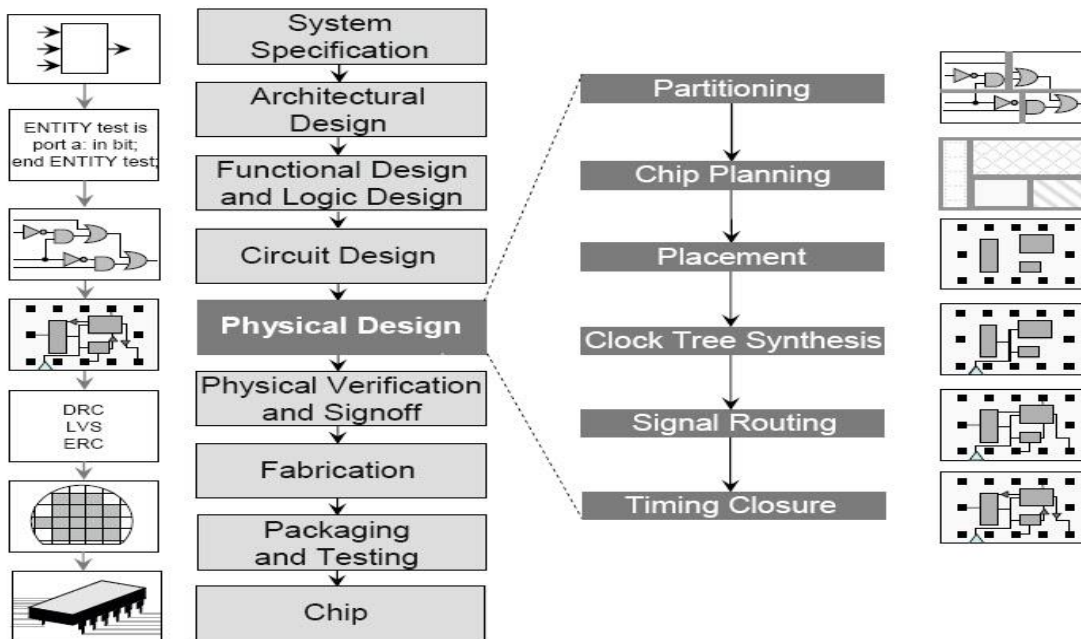 ENTITY test is
port a: in bit;
end ENTITY test;
DRC
LVS
ERC
System
Specification
Architectural
Design
Functional Design
and Logic Design
Circuit Design
Physical Design
Physical Verification
and Signoff
Fabrication
Packaging
and Testing
Chip
Partitioning
Chip Planning
Placement
Clock Tree Synthesis
Signal Routing
Timing Closure